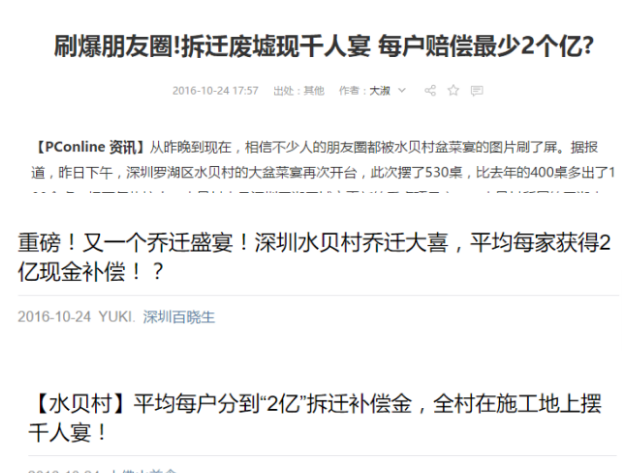 刷爆朋友圈!拆迁废墟现千人宴 每户赔偿最少2个亿?
2016-10-24 17:57 出处：其他 作者：大淑
【PConline 资讯】从昨晚到现在，相信不少人的朋友圈都被水贝村盆菜宴的图片刷了屏。据报
道，昨日下午，深圳罗湖区水贝村的大盆菜宴再次开台，此次摆了530桌，比去年的400桌多出了1
重磅！又一个乔迁盛宴！深圳水贝村乔迁大喜，平均每家获得2
亿现金补偿！？
2016-10-24 YUKI. 深圳百晓生
【水贝村】平均每户分到“2亿”拆迁补偿金，全村在施工地上摆
千人宴！